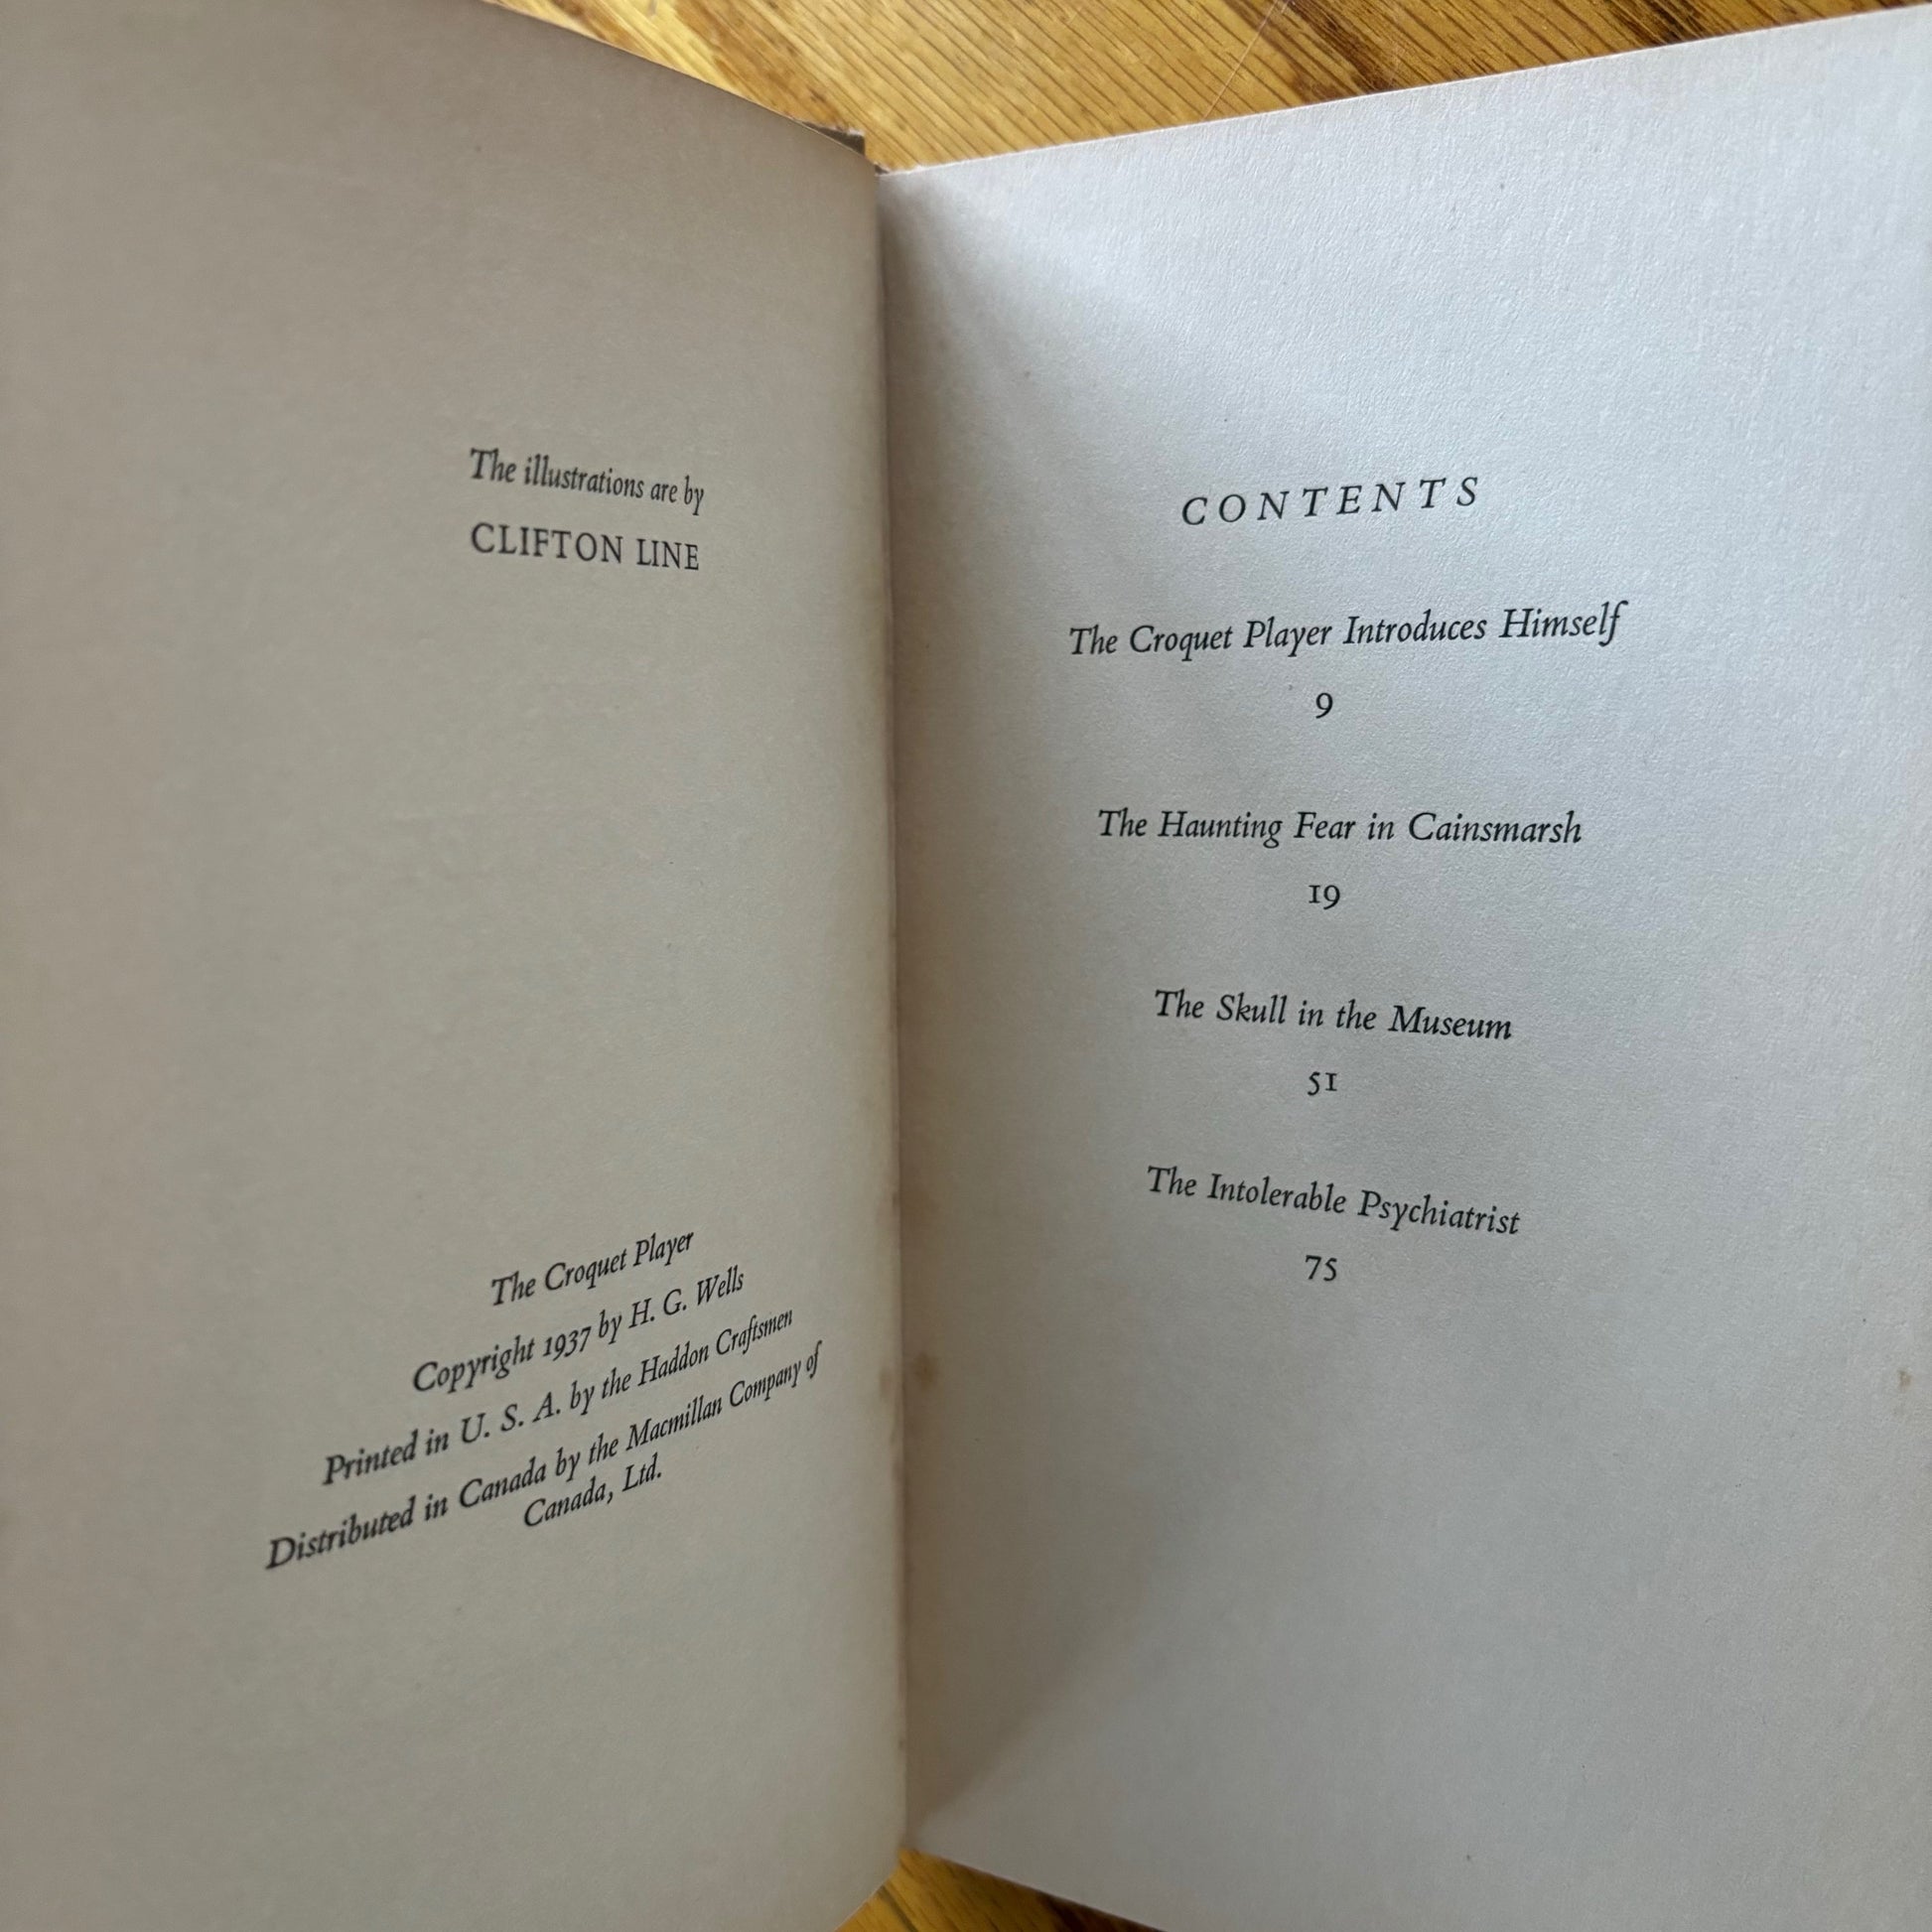 The illustrations are by
CLIFTON LINE
The Croquet Player
Copyright 1937 by H. G. Wells
Printed in U. S. A. by the Haddon Craftsmen
Distributed in Canada by the Macmillan Company of
Canada, Ltd.
CONTENTS
The Croquet Player Introduces Himself
9
The Haunting Fear in Cainsmarsh
19
The Skull in the Museum
51
The Intolerable Psychiatrist
75